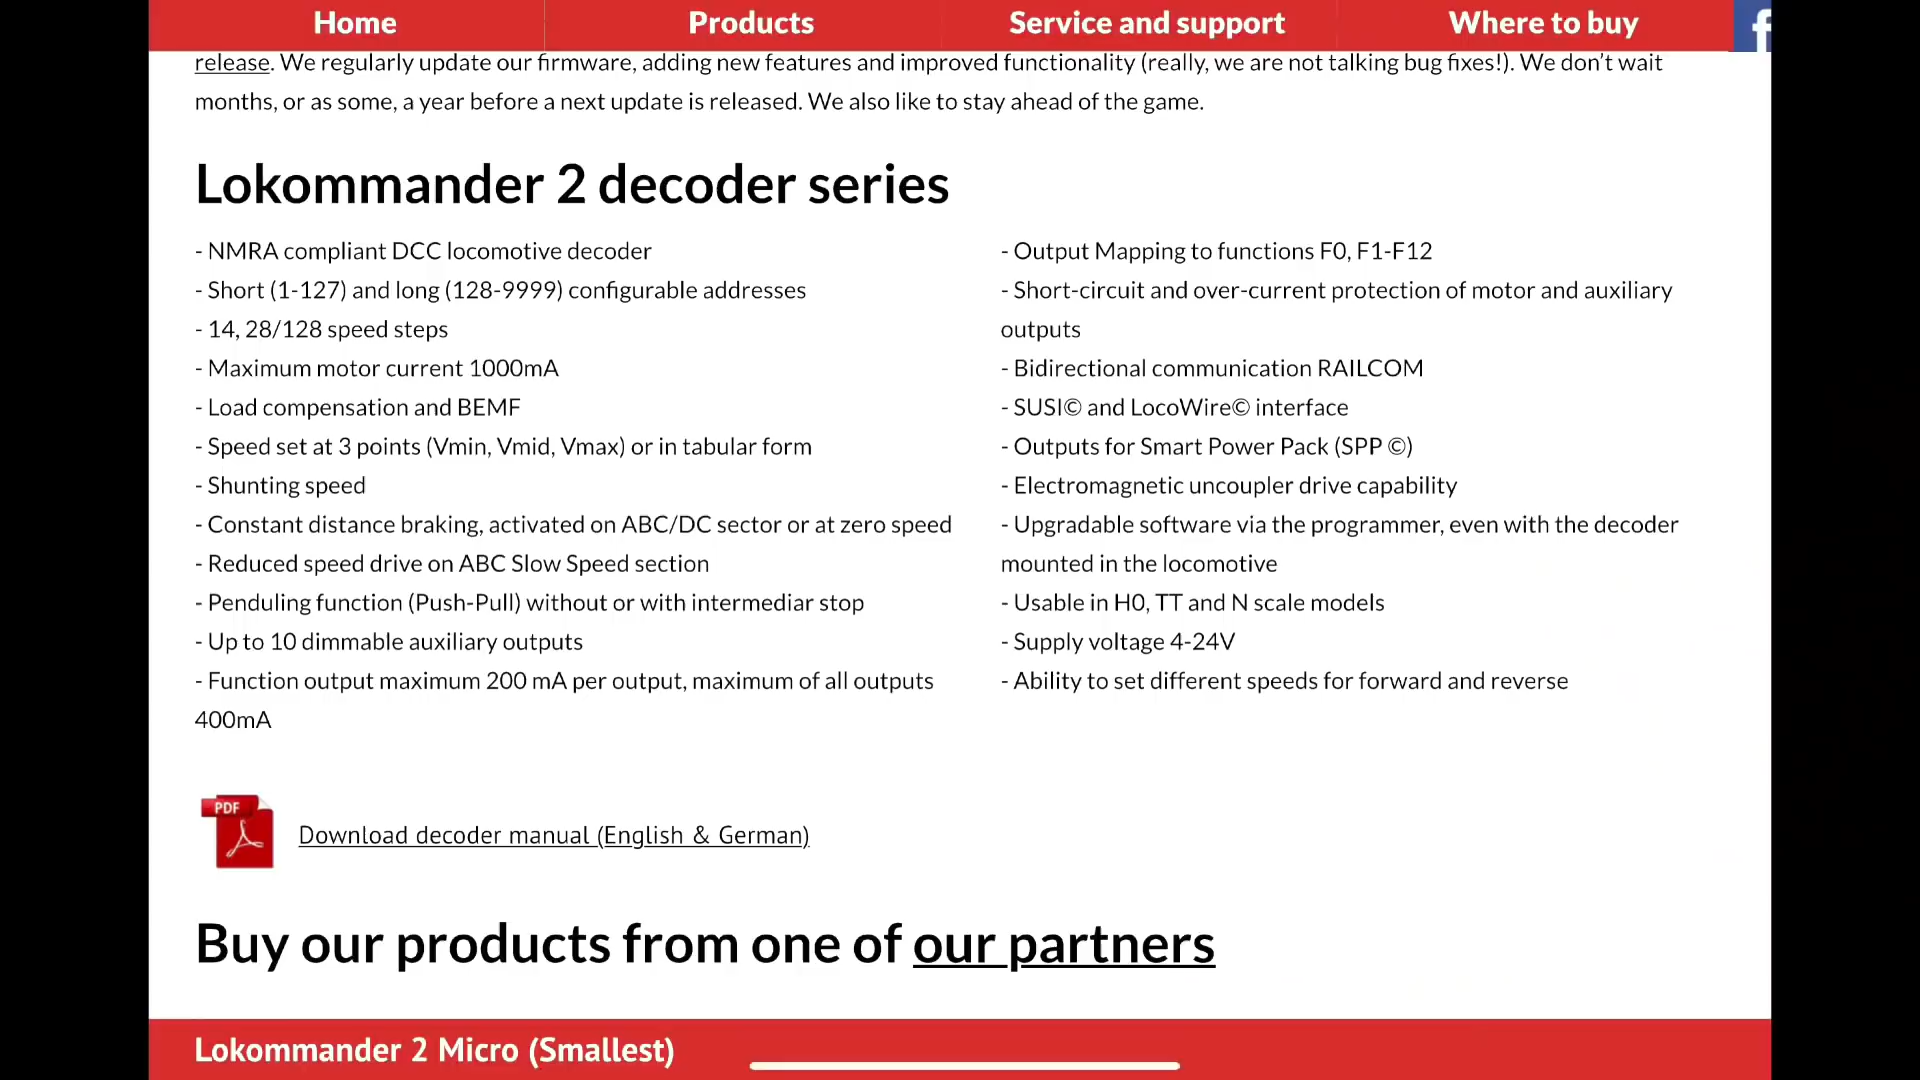 Home
Products
Service and support
Where to buy
f
release. We regularly update our firmware, adding new features and improved functionality (really, we are not talking bug fixes!). We don’t wait
months, or as some, a year before a next update is released. We also like to stay ahead of the game.
Lokommander 2 decoder series
- NMRA compliant DCC locomotive decoder
- Short (1-127) and long (128-9999) configurable addresses
- 14, 28/128 speed steps
- Maximum motor current 1000mA
- Load compensation and BEMF
- Speed set at 3 points (Vmin, Vmid, Vmax) or in tabular form
- Shunting speed
- Constant distance braking, activated on ABC/DC sector or at zero speed
- Reduced speed drive on ABC Slow Speed section
- Penduling function (Push-Pull) without or with intermediar stop
- Up to 10 dimmable auxiliary outputs
- Function output maximum 200 mA per output, maximum of all outputs
400mA
- Output Mapping to functions F0, F1-F12
- Short-circuit and over-current protection of motor and auxiliary
outputs
- Bidirectional communication RAILCOM
- SUSI© and LocoWire© interface
- Outputs for Smart Power Pack (SPP ©)
- Electromagnetic uncoupler drive capability
- Upgradable software via the programmer, even with the decoder
mounted in the locomotive
- Usable in H0, TT and N scale models
- Supply voltage 4-24V
- Ability to set different speeds for forward and reverse
PDF
Download decoder manual (English & German)
Buy our products from one of our partners
Lokommander 2 Micro (Smallest)